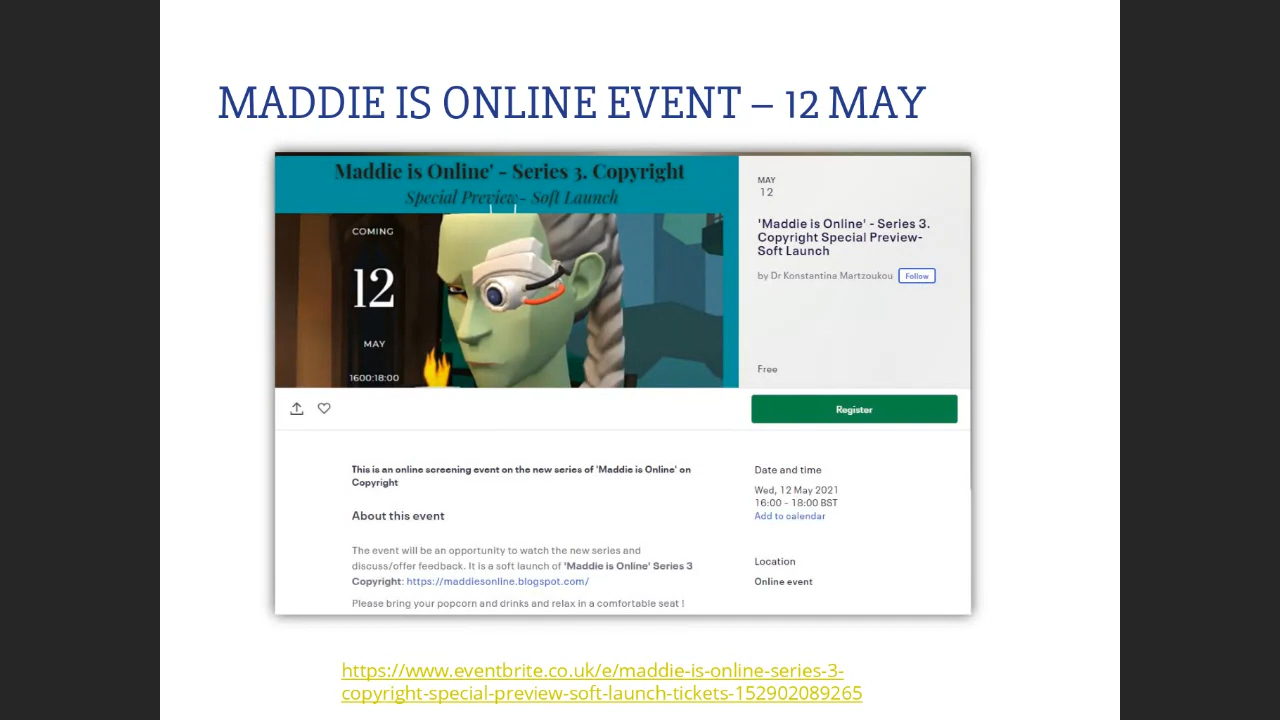 MADDIE IS ONLINE EVENT – 12 MAY
Maddie is Online' - Series 3. Copyright
Special Preview- Soft Launch
COMING
12
MAY
1600:18:00
MAY
12
'Maddie is Online' - Series 3.
Copyright Special Preview-
Soft Launch
by Dr Konstantina Martzoukou
Follow
Free
Register
This is an online screening event on the new series of 'Maddie is Online' on
Copyright
About this event
The event will be an opportunity to watch the new series and
discuss/offer feedback. It is a soft launch of 'Maddie is Online' Series 3
Copyright: https://maddiesonline.blogspot.com/
Please bring your popcorn and drinks and relax in a comfortable seat !
Date and time
Wed, 12 May 2021
16:00 – 18:00 BST
Add to calendar
Location
Online event
https://www.eventbrite.co.uk/e/maddie-is-online-series-3-
copyright-special-preview-soft-launch-tickets-152902089265